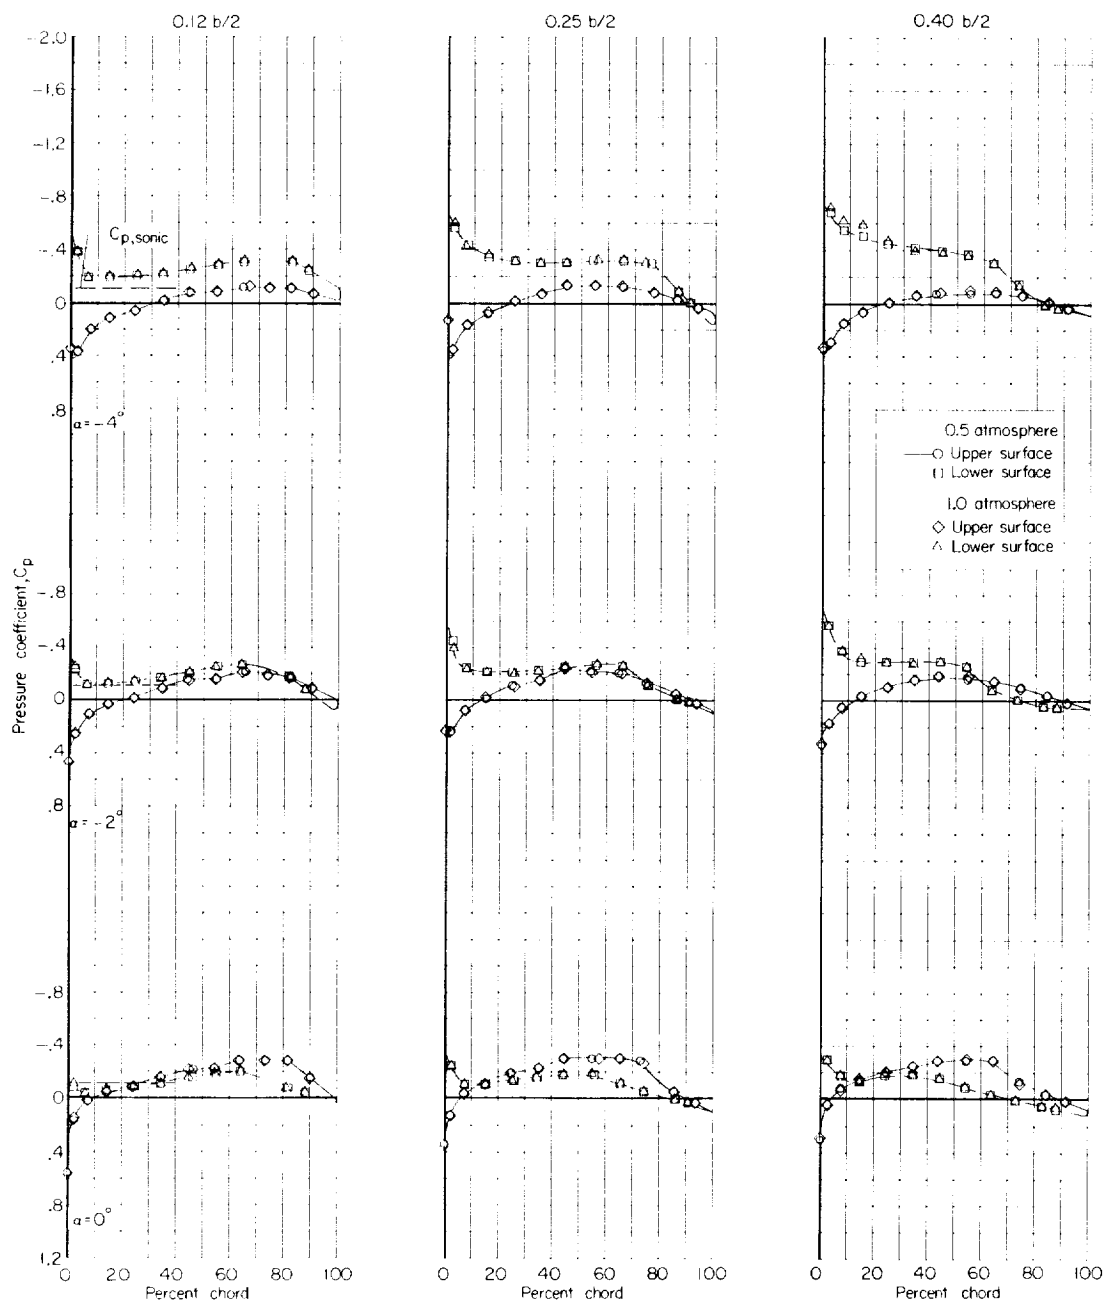 0.12 b/2
0.25 b/2
0.40 b/2
-2.0
-1.6
-1.2
-.8
-.4
0
.4
.8
Cp,sonic
α=-4°
0.5 atmosphere
Upper surface
Lower surface
1.0 atmosphere
Upper surface
Lower surface
Pressure coefficient, Cp
-.8
-.4
0
.4
.8
α=-2°
-.8
-.4
0
.4
.8
1.2
α=0°
0 20 40 60 80 100
0 20 40 60 80 100
0 20 40 60 80 100
Percent chord
Percent chord
Percent chord